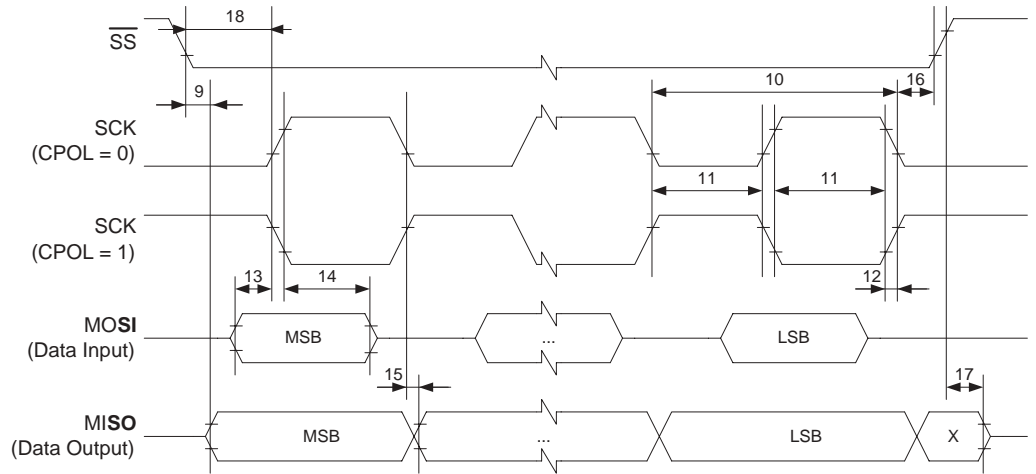 18
SS
10
16
9
SCK
(CPOL = 0)
11
11
SCK
(CPOL = 1)
13
14
12
MOSI
(Data Input)
MSB
...
LSB
15
17
MISO
(Data Output)
MSB
...
LSB
X